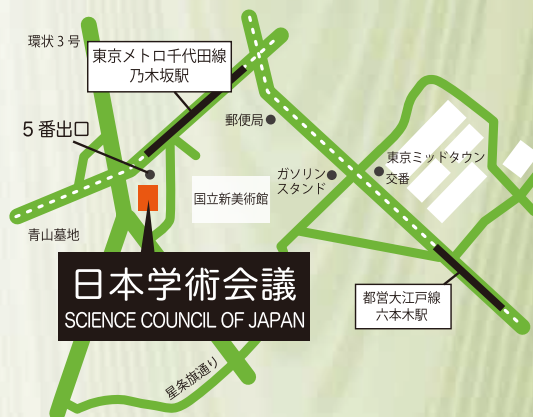 環状3号
東京メトロ千代田線
乃木坂駅
5番出口
郵便局
ガソリン
スタンド
東京ミッドタウン
交番
国立新美術館
青山墓地
日本学術会議
SCIENCE COUNCIL OF JAPAN
都営大江戸線
六本木駅
星条旗通り